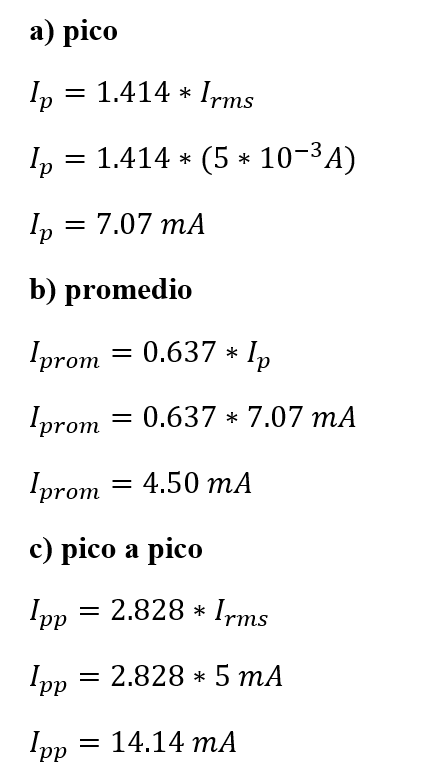 a) pico
I_p = 1.414 * I_{rms}
I_p = 1.414 * (5 * 10^{-3}A)
I_p = 7.07 mA
b) promedio
I_{prom} = 0.637 * I_p
I_{prom} = 0.637 * 7.07 mA
I_{prom} = 4.50 mA
c) pico a pico
I_{pp} = 2.828 * I_{rms}
I_{pp} = 2.828 * 5 mA
I_{pp} = 14.14 mA